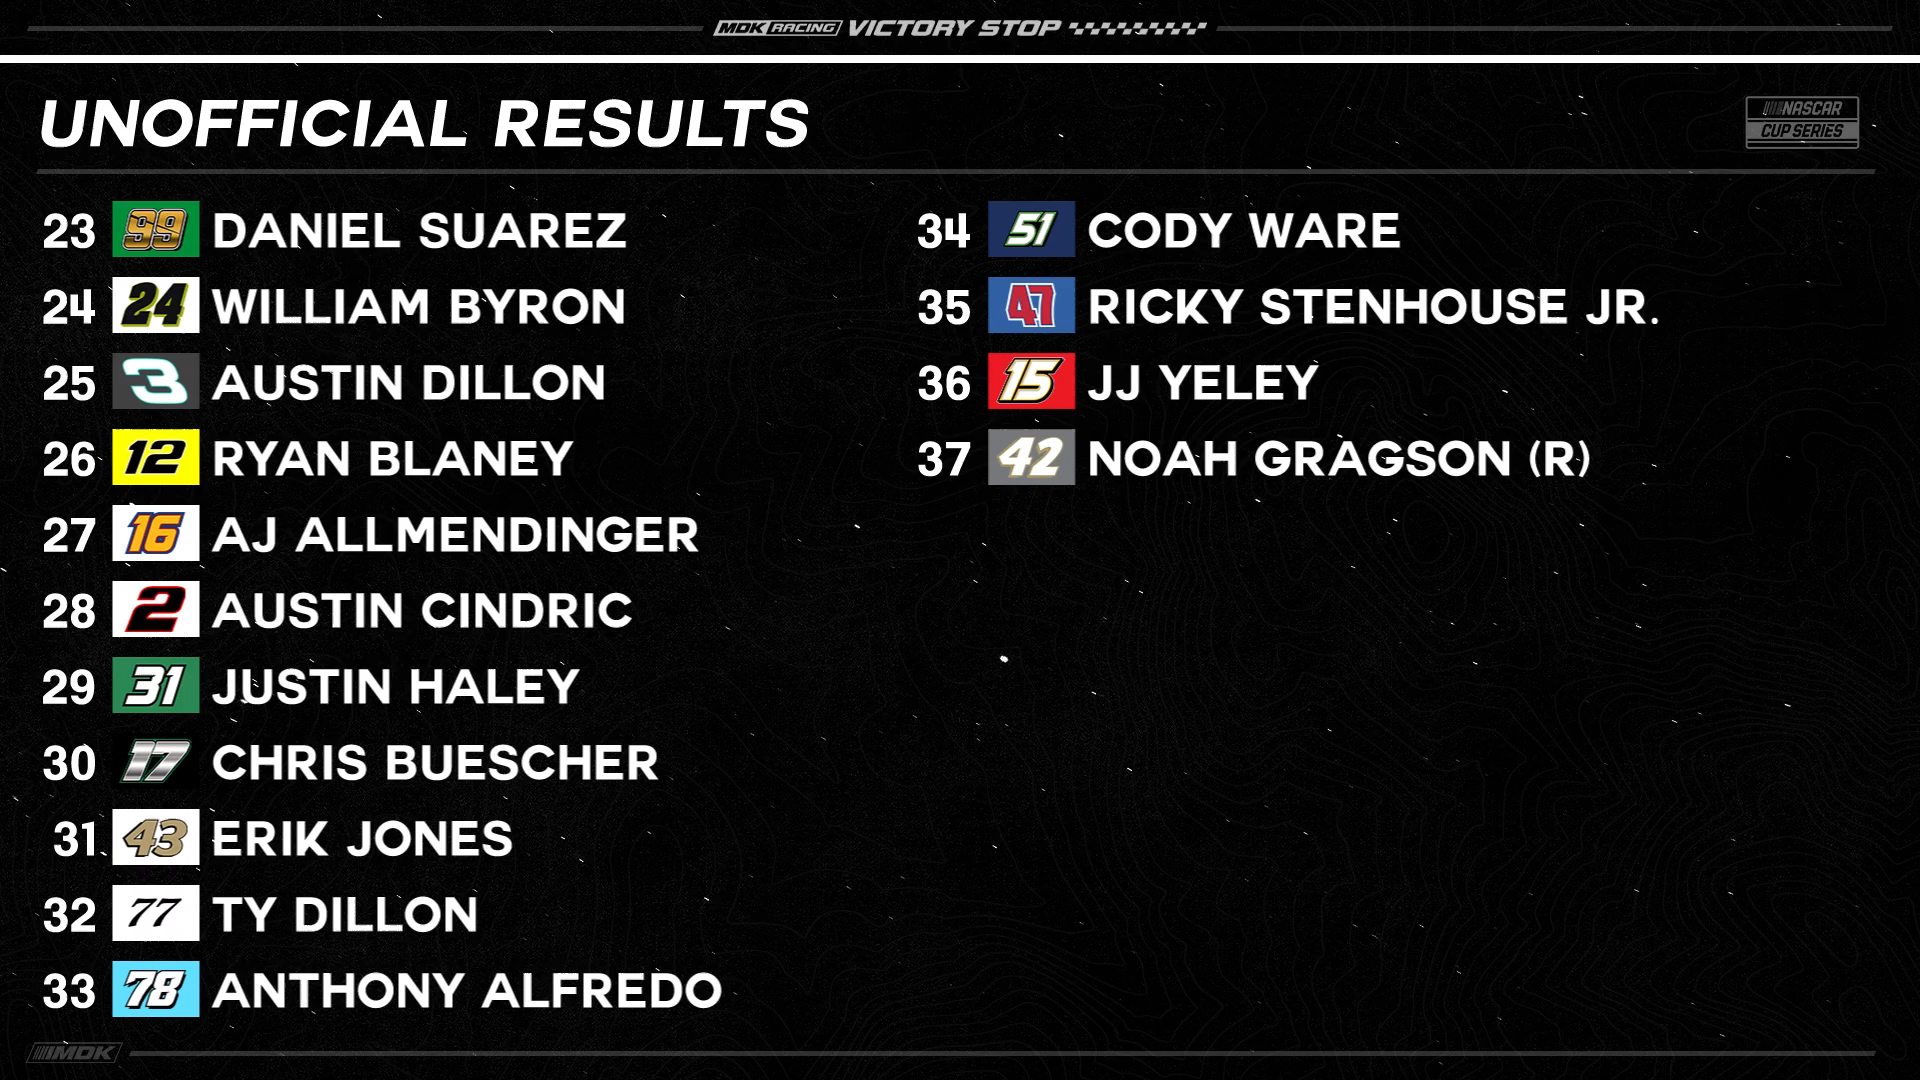 MDK RACING VICTORY STOP
UNOFFICIAL RESULTS
NASCAR
CUP SERIES
23 99 DANIEL SUAREZ
24 24 WILLIAM BYRON
25 3 AUSTIN DILLON
26 12 RYAN BLANEY
27 16 AJ ALLMENDINGER
28 2 AUSTIN CINDRIC
29 31 JUSTIN HALEY
30 17 CHRIS BUESCHER
31 43 ERIK JONES
32 77 TY DILLON
33 78 ANTHONY ALFREDO
34 51 CODY WARE
35 47 RICKY STENHOUSE JR.
36 15 JJ YELEY
37 42 NOAH GRAGSON (R)
MDK